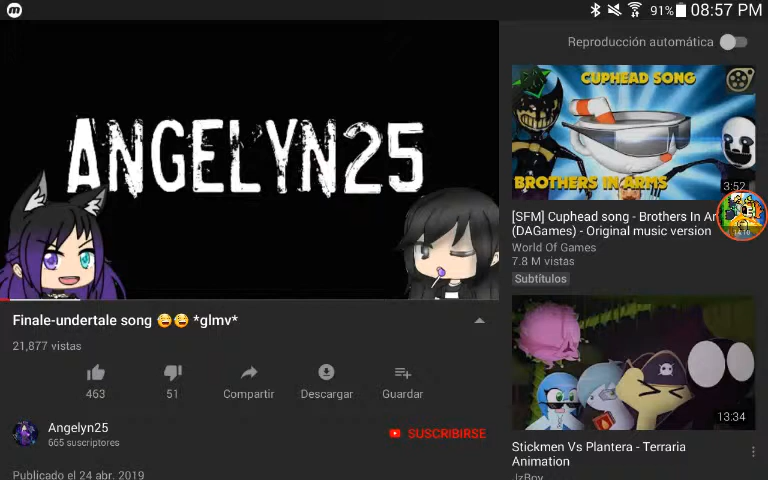 91% 08:57 PM
ANGELYN25
Finale-undertale song 😅😅 *glmv*
21,877 vistas
463
51
Compartir
Descargar
Guardar
Angelyn25
665 suscriptores
SUSCRIBIRSE
Publicado el 24 abr. 2019
Reproducción automática
CUPHEAD SONG
BROTHERS IN ARMS
3:52
[SFM] Cuphead song - Brothers In Ar
(DAGames) - Original music version
World Of Games
7.8 M vistas
Subtítulos
13:34
Stickmen Vs Plantera - Terraria
Animation
JzBoy